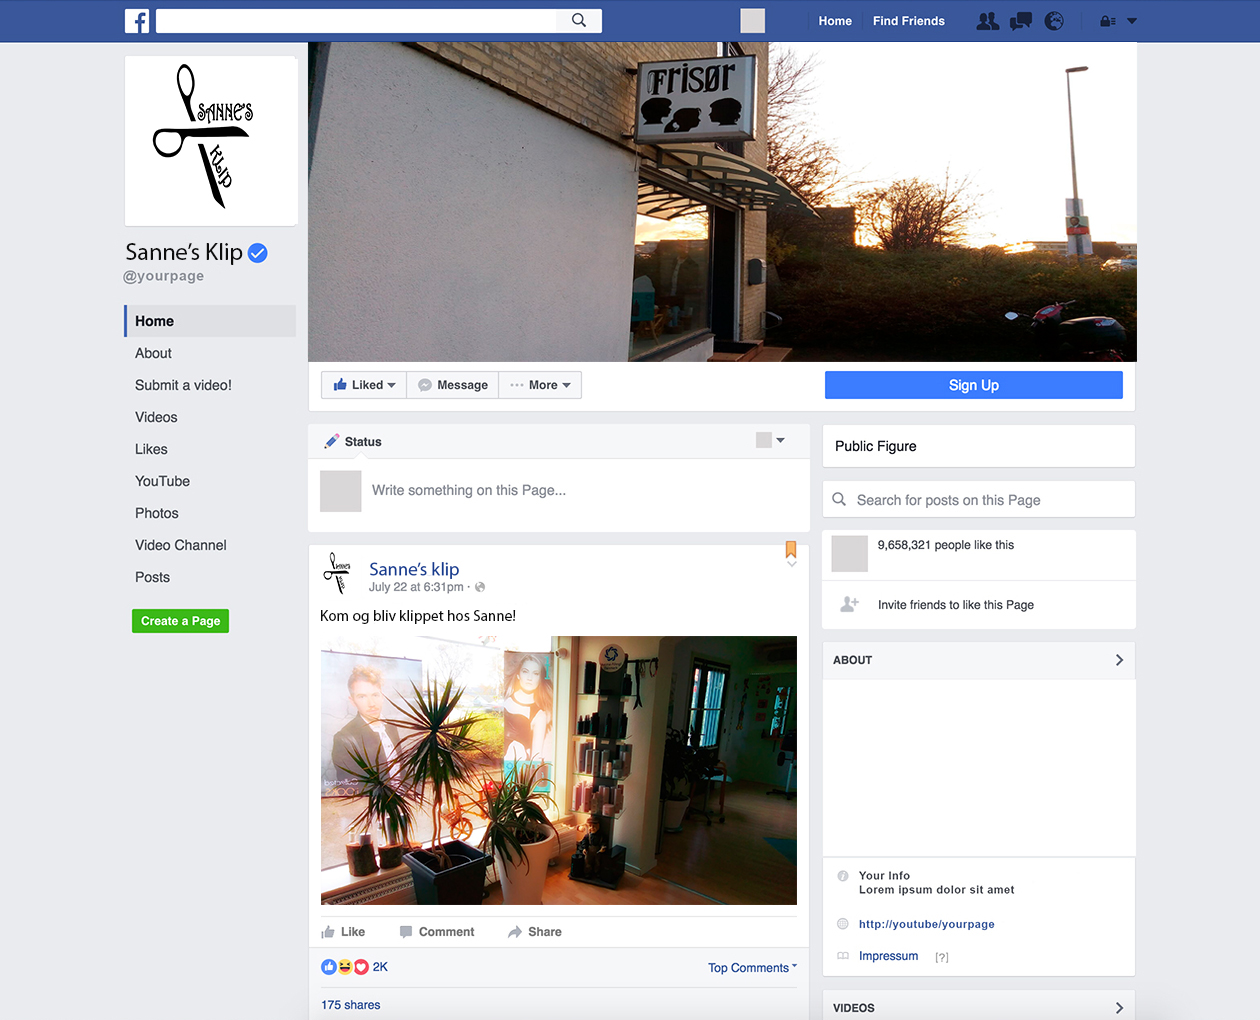 Home
Find Friends
SANNE'S
KLIP
Frisør
Sanne's Klip
@yourpage
Home
About
Submit a video!
Videos
Likes
YouTube
Photos
Video Channel
Posts
Create a Page
Liked
Message
More
Sign Up
Status
Write something on this Page...
Sanne's klip
July 22 at 6:31pm
Kom og bliv klippet hos Sanne!
Like
Comment
Share
2K
Top Comments
175 shares
Public Figure
Search for posts on this Page
9,658,321 people like this
Invite friends to like this Page
ABOUT
Your Info
Lorem ipsum dolor sit amet
http://youtube/yourpage
Impressum [?]
VIDEOS